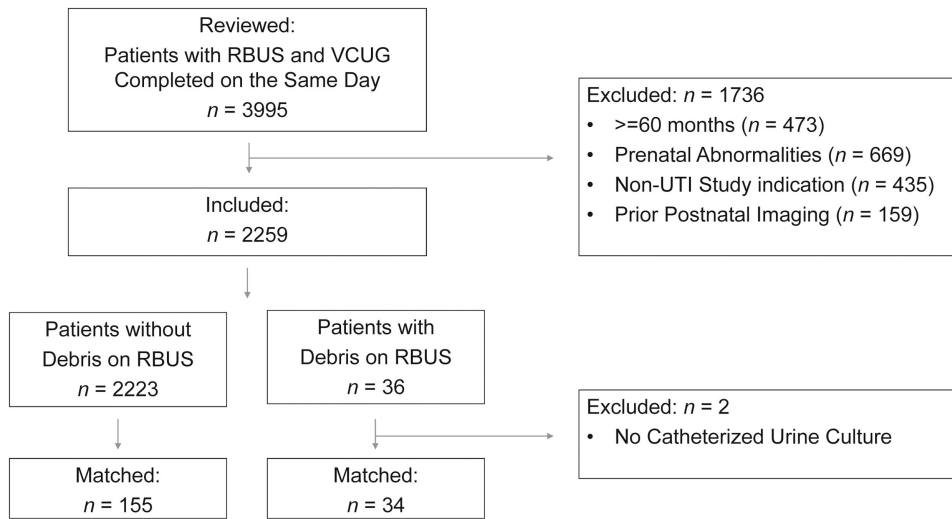 Reviewed:
Patients with RBUS and VCUG
Completed on the Same Day
n = 3995
Excluded: n = 1736
• >=60 months (n = 473)
• Prenatal Abnormalities (n = 669)
• Non-UTI Study indication (n = 435)
• Prior Postnatal Imaging (n = 159)
Included:
n = 2259
Patients without
Debris on RBUS
n = 2223
Patients with
Debris on RBUS
n = 36
Excluded: n = 2
• No Catheterized Urine Culture
Matched:
n = 155
Matched:
n = 34